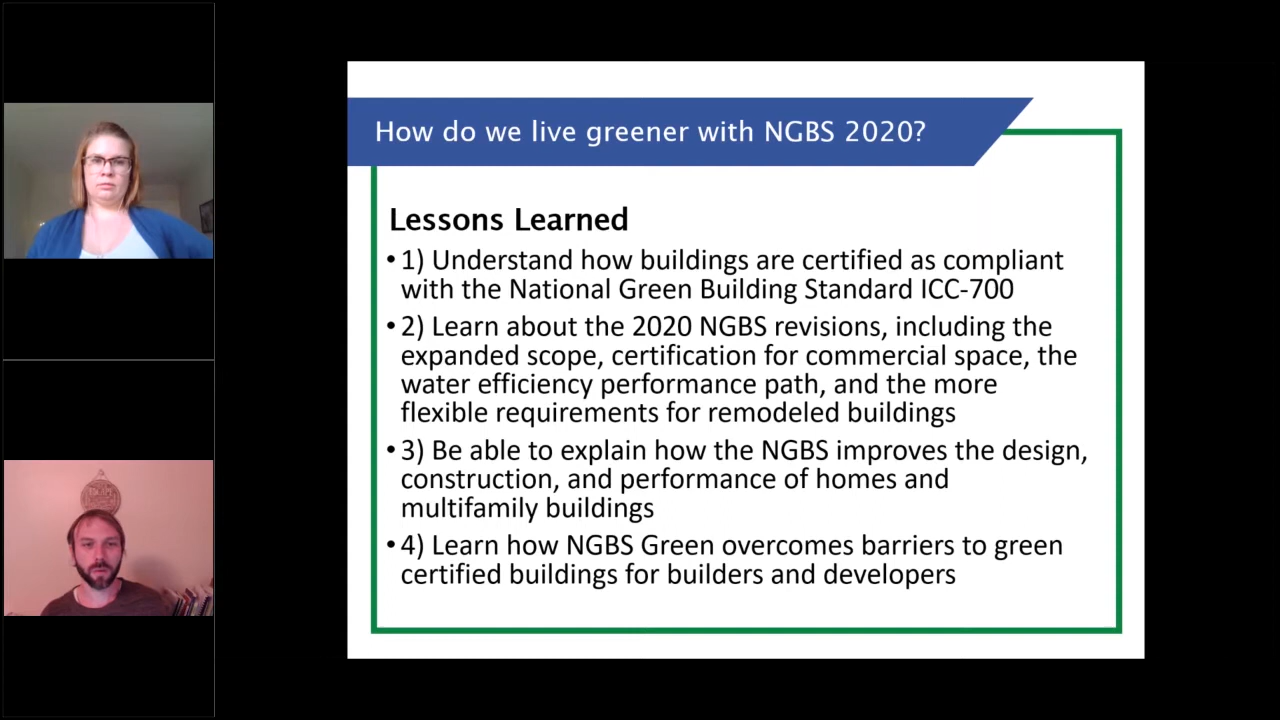 How do we live greener with NGBS 2020?
Lessons Learned
•1) Understand how buildings are certified as compliant
with the National Green Building Standard ICC-700
•2) Learn about the 2020 NGBS revisions, including the
expanded scope, certification for commercial space, the
water efficiency performance path, and the more
flexible requirements for remodeled buildings
•3) Be able to explain how the NGBS improves the design,
construction, and performance of homes and
multifamily buildings
•4) Learn how NGBS Green overcomes barriers to green
certified buildings for builders and developers